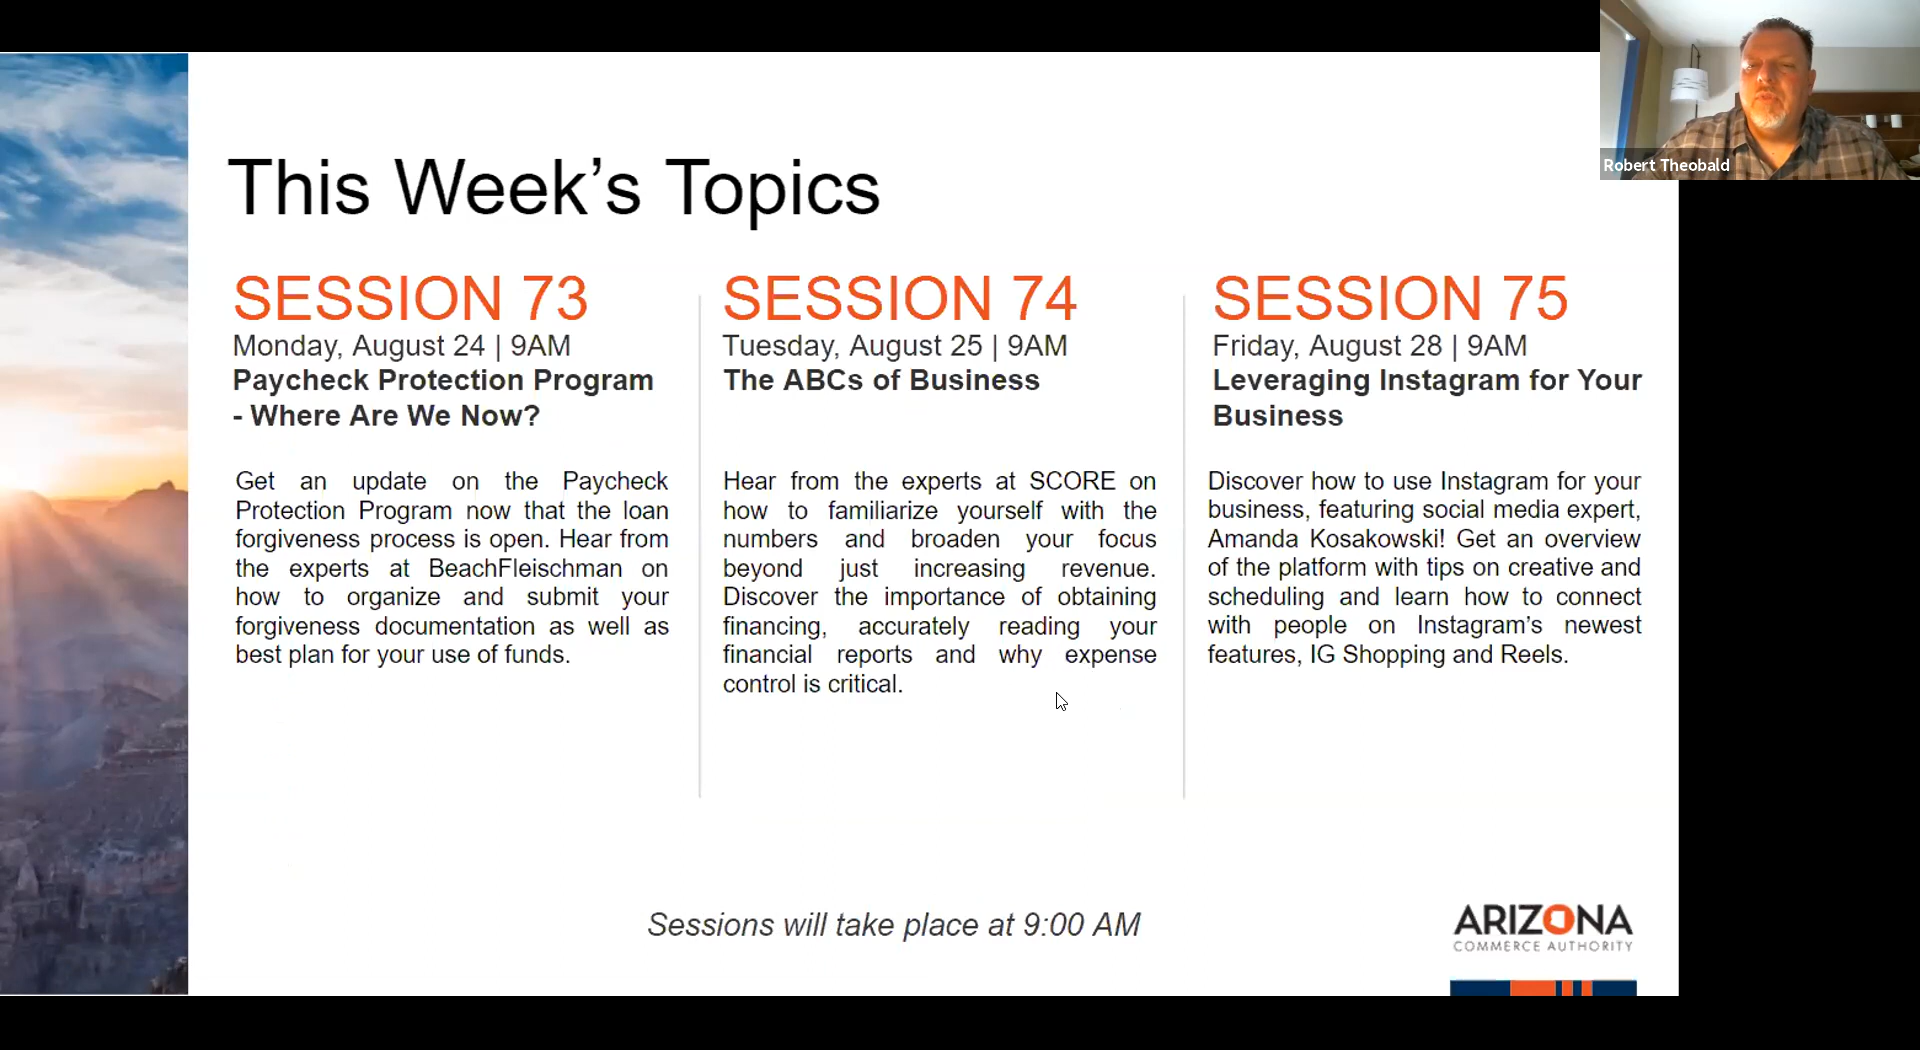 Robert Theobald
This Week’s Topics
SESSION 73
Monday, August 24 | 9AM
Paycheck Protection Program
- Where Are We Now?
Get an update on the Paycheck
Protection Program now that the loan
forgiveness process is open. Hear from
the experts at BeachFleischman on
how to organize and submit your
forgiveness documentation as well as
best plan for your use of funds.
SESSION 74
Tuesday, August 25 | 9AM
The ABCs of Business
Hear from the experts at SCORE on
how to familiarize yourself with the
numbers and broaden your focus
beyond just increasing revenue.
Discover the importance of obtaining
financing, accurately reading your
financial reports and why expense
control is critical.
SESSION 75
Friday, August 28 | 9AM
Leveraging Instagram for Your
Business
Discover how to use Instagram for your
business, featuring social media expert,
Amanda Kosakowski! Get an overview
of the platform with tips on creative and
scheduling and learn how to connect
with people on Instagram’s newest
features, IG Shopping and Reels.
Sessions will take place at 9:00 AM
ARIZONA
COMMERCE AUTHORITY